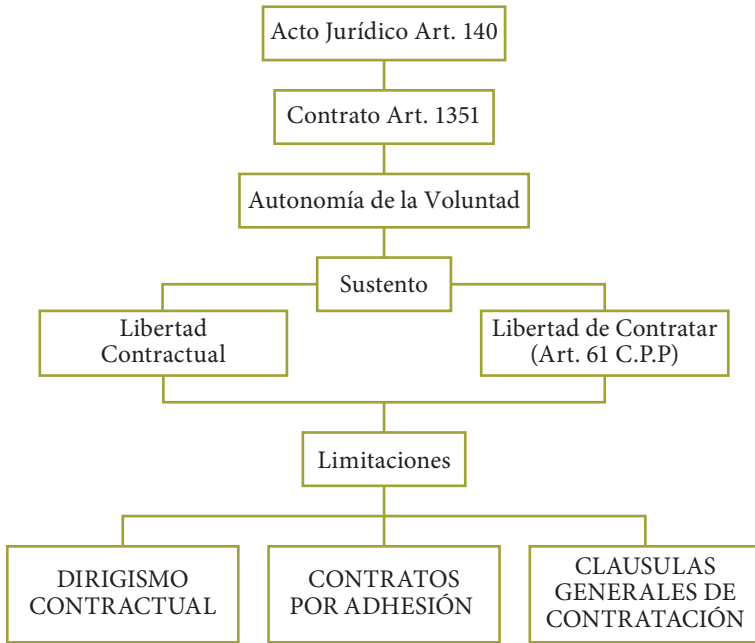 Acto Jurídico Art. 140
Contrato Art. 1351
Autonomía de la Voluntad
Sustento
Libertad
Contractual
Libertad de Contratar
(Art. 61 C.P.P)
Limitaciones
DIRIGISMO
CONTRACTUAL
CONTRATOS
POR ADHESIÓN
CLAUSULAS
GENERALES DE
CONTRATACIÓN